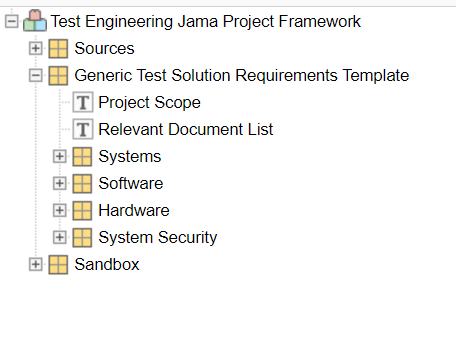 Test Engineering Jama Project Framework
Sources
Generic Test Solution Requirements Template
T Project Scope
T Relevant Document List
Systems
Software
Hardware
System Security
Sandbox